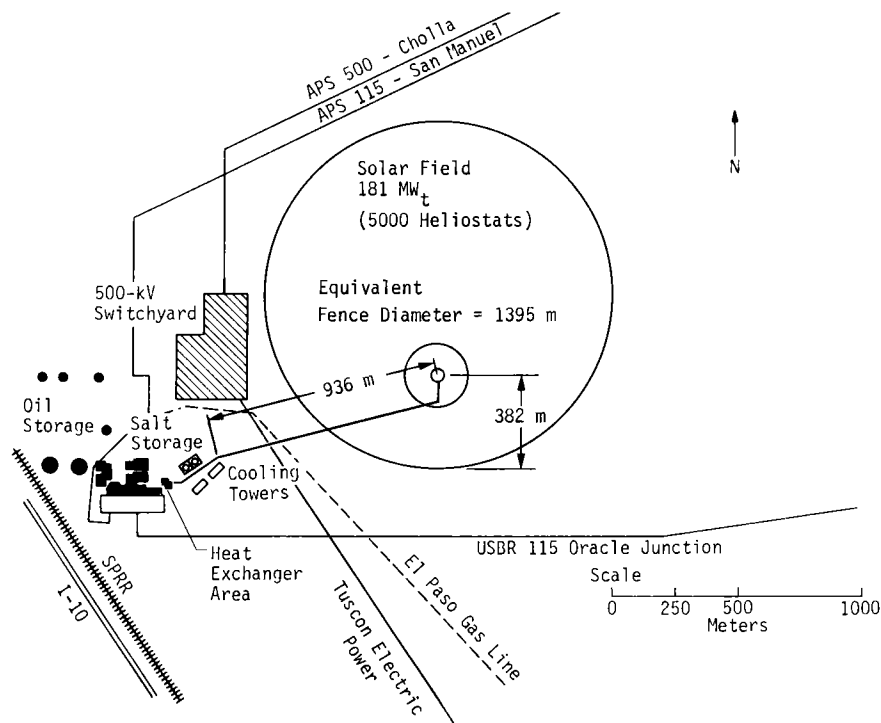 APS 500 - Cholla
APS 115 - San Manuel
N
Solar Field
181 MWt
(5000 Heliostats)
500-kV
Switchyard
Equivalent
Fence Diameter = 1395 m
936 m
382 m
Oil
Storage
Salt
Storage
Cooling
Towers
USBR 115 Oracle Junction
Heat
Exchanger
Area
SPRR
I-10
El Paso Gas Line
Tuscon Electric
Power
Scale
0 250 500 1000
Meters